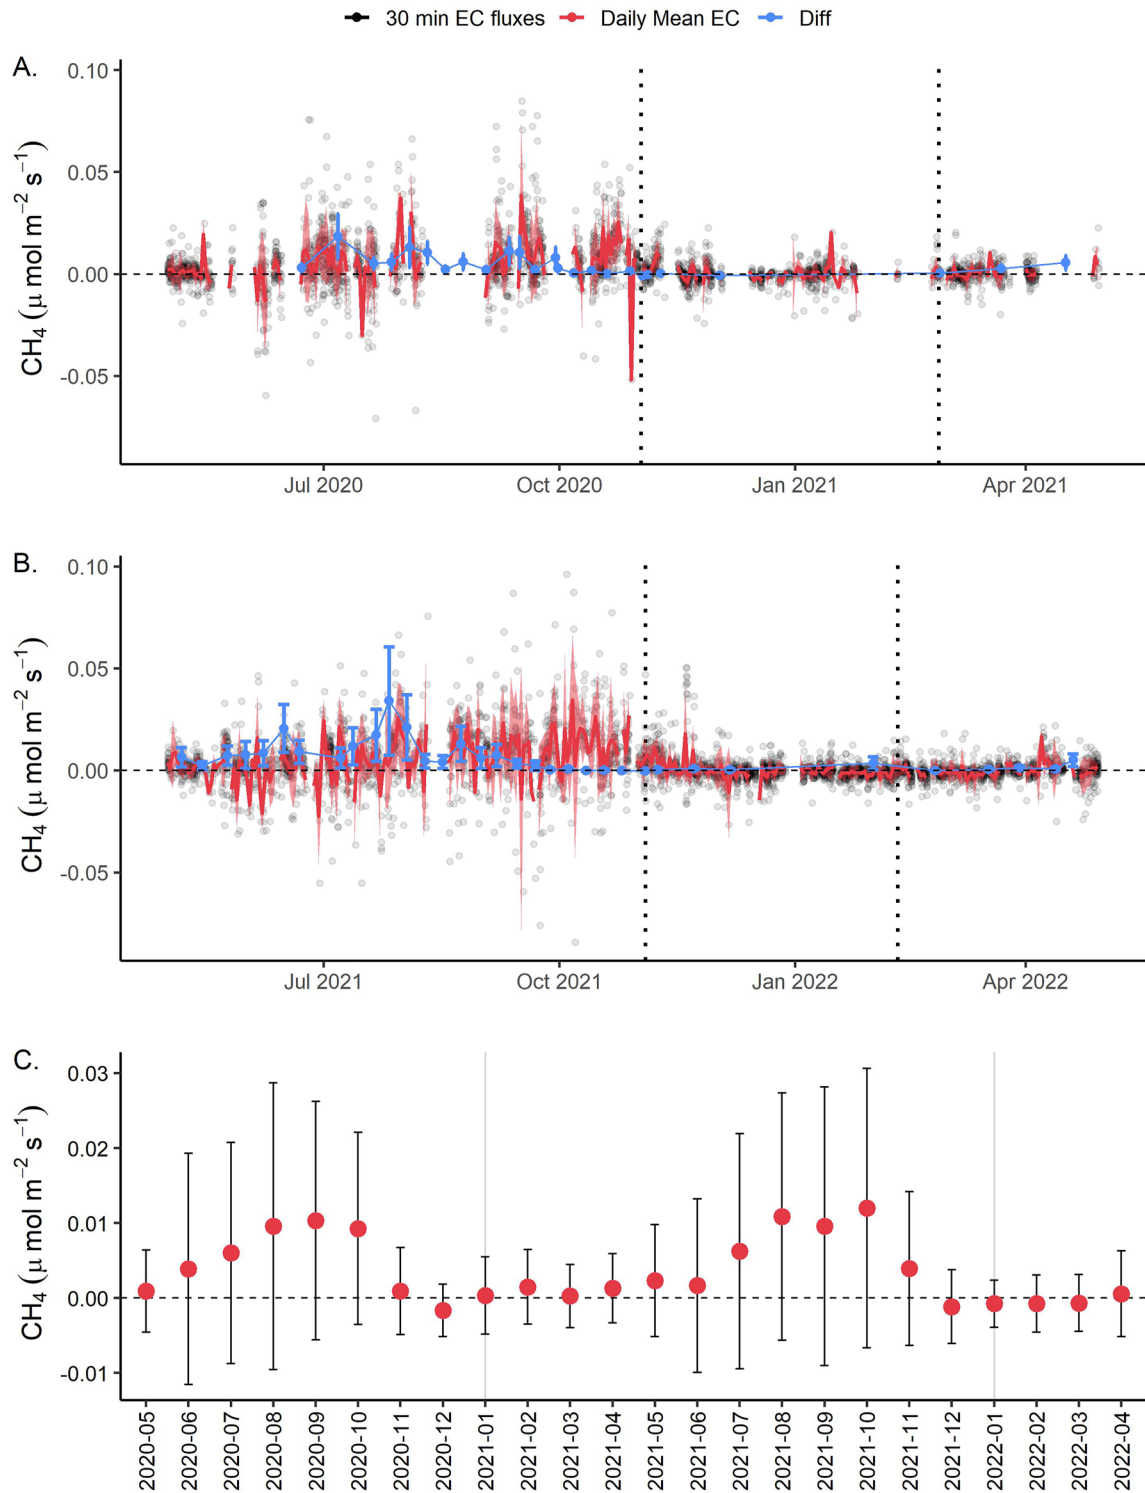 30 min EC fluxes Daily Mean EC Diff
A.
CH₄ (μ mol m⁻² s⁻¹)
0.10
0.05
0.00
-0.05
Jul 2020 Oct 2020 Jan 2021 Apr 2021
B.
CH₄ (μ mol m⁻² s⁻¹)
0.10
0.05
0.00
-0.05
Jul 2021 Oct 2021 Jan 2022 Apr 2022
C.
CH₄ (μ mol m⁻² s⁻¹)
0.03
0.02
0.01
0.00
-0.01
2020-05 2020-06 2020-07 2020-08 2020-09 2020-10 2020-11 2020-12 2021-01 2021-02 2021-03 2021-04 2021-05 2021-06 2021-07 2021-08 2021-09 2021-10 2021-11 2021-12 2022-01 2022-02 2022-03 2022-04